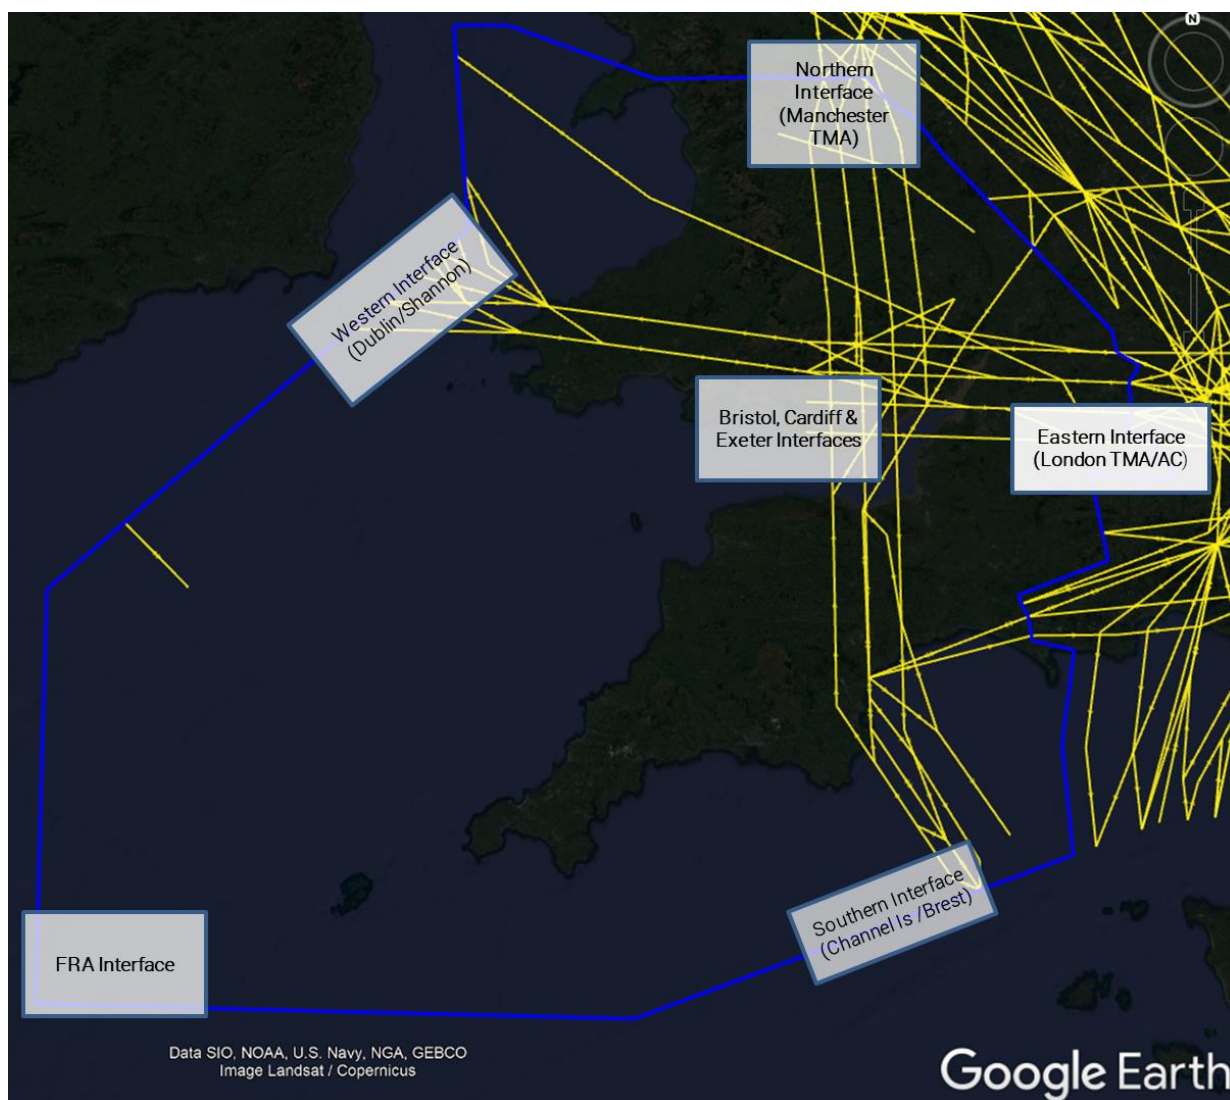 N
Northern
Interface
(Manchester
TMA)
Western Interface
(Dublin/Shannon)
Bristol, Cardiff &
Exeter Interfaces
Eastern Interface
(London TMA/AC)
Southern Interface
(Channel Is /Brest)
FRA Interface
Data SIO, NOAA, U.S. Navy, NGA, GEBCO
Image Landsat / Copernicus
Google Earth